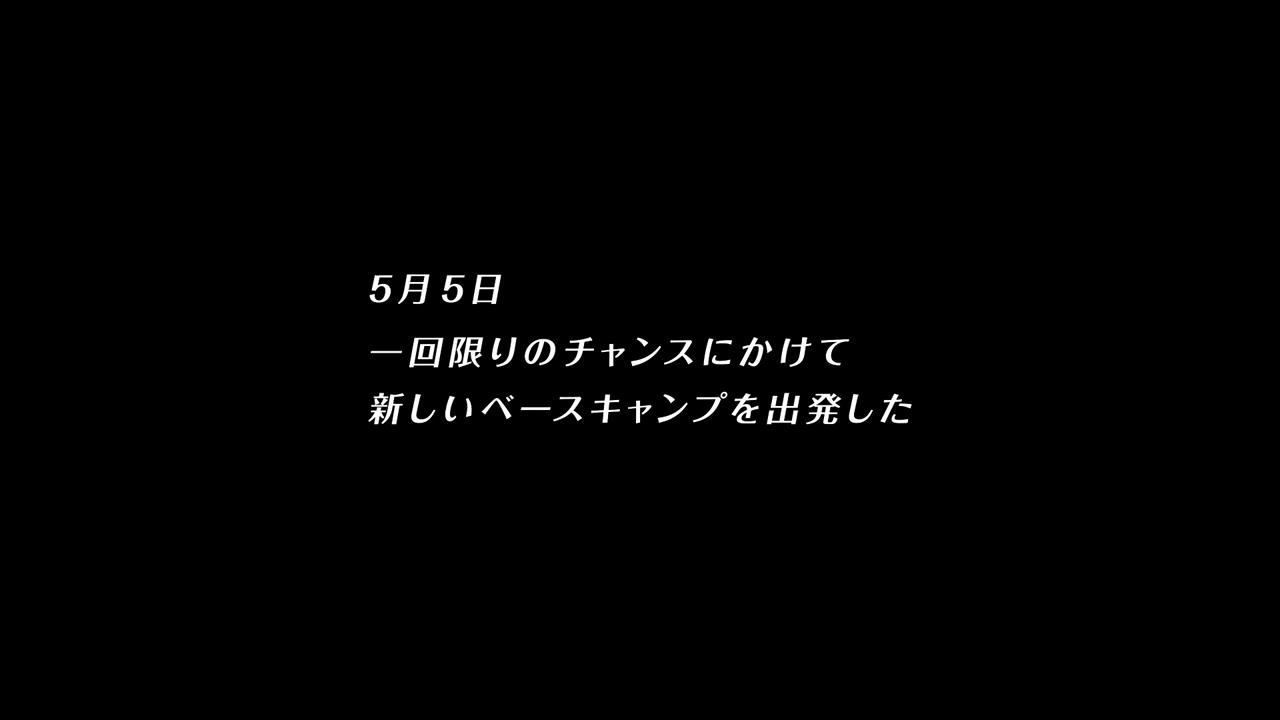 5月5日
一回限りのチャンスにかけて
新しいベースキャンプを出発した